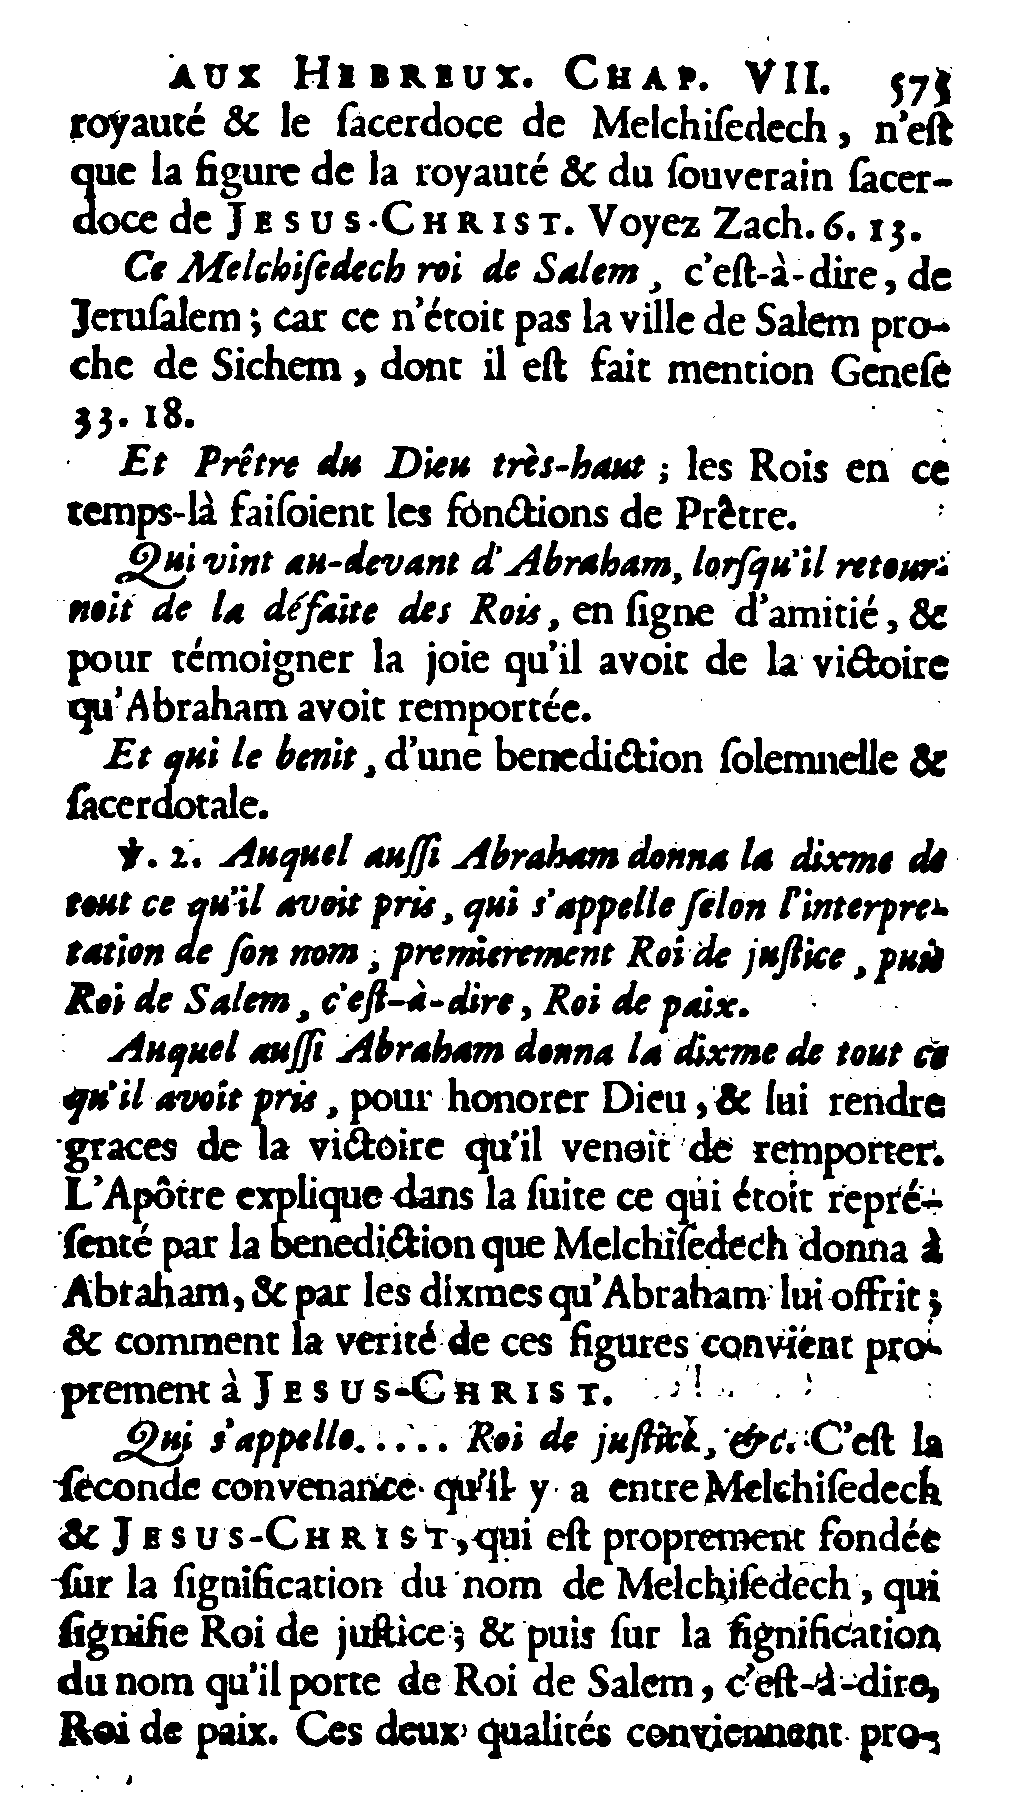 AUX HEBREUX. CHAP. VII. 575
royauté & le ſacerdoce de Melchiſedech, n'eſt
que la figure de la royauté & du ſouverain ſacer-
doce de JESUS-CHRIST. Voyez Zach. 6. 13.
Ce Melchiſedech roi de Salem, c'eſt-à-dire, de
Jeruſalem; car ce n'étoit pas la ville de Salem pro-
che de Sichem, dont il eſt fait mention Geneſe
33. 18.
Et Prêtre du Dieu très-haut; les Rois en ce
temps-là faiſoient les fonctions de Prêtre.
Qui vint au-devant d'Abraham, lorſqu'il retour-
noit de la défaite des Rois, en ſigne d'amitié, &
pour témoigner la joie qu'il avoit de la victoire
qu'Abraham avoit remportée.
Et qui le benit, d'une benediction ſolemnelle &
ſacerdotale.
℣. 2. Auquel auſſi Abraham donna la dixme de
tout ce qu'il avoit pris, qui s'appelle ſelon l'interpre-
tation de ſon nom, premierement Roi de juſtice, puis
Roi de Salem, c'eſt-à-dire, Roi de paix.
Auquel auſſi Abraham donna la dixme de tout ce
qu'il avoit pris, pour honorer Dieu, & lui rendre
graces de la victoire qu'il venoit de remporter.
L'Apôtre explique dans la ſuite ce qui étoit repré-
ſenté par la benediction que Melchiſedech donna à
Abraham, & par les dixmes qu'Abraham lui offrit;
& comment la verité de ces figures convient pro-
prement à JESUS-CHRIST.
Qui s'appelle..... Roi de juſtice, &c. C'eſt la
ſeconde convenance qu'il y a entre Melchiſedech
& JESUS-CHRIST, qui eſt proprement fondée
ſur la ſignification du nom de Melchiſedech, qui
ſignifie Roi de juſtice; & puis ſur la ſignification
du nom qu'il porte de Roi de Salem, c'eſt-à-dire,
Roi de paix. Ces deux qualités conviennent pro-